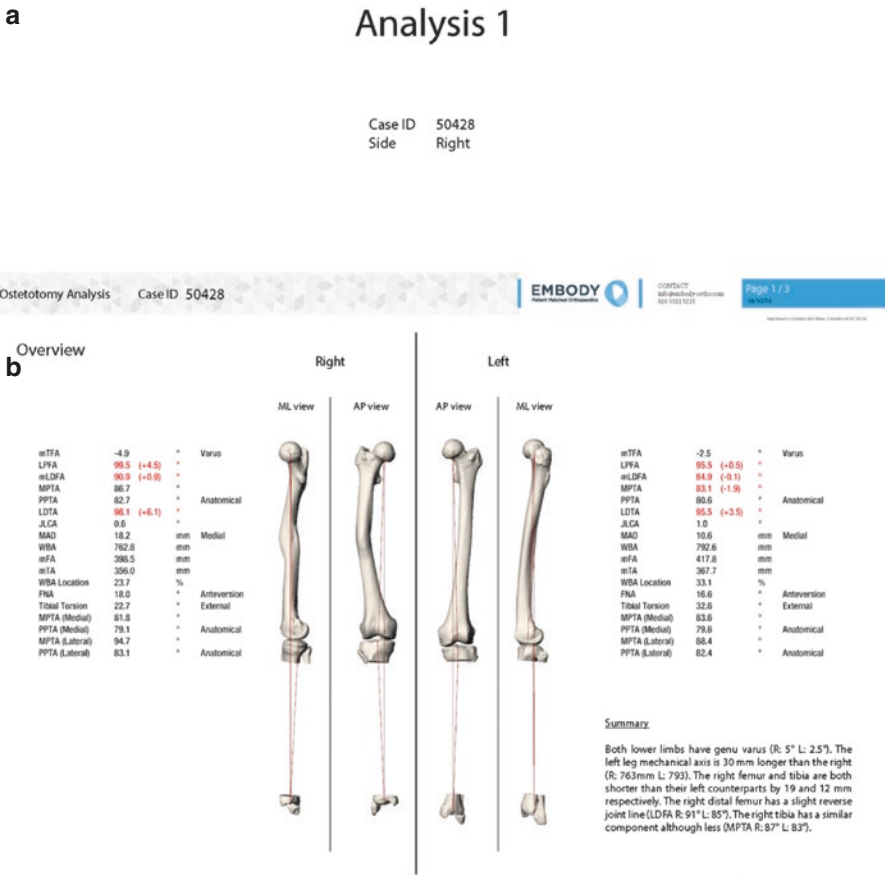 a
Analysis 1
Case ID 50428
Side Right
Ostetotomy Analysis Case ID 50428
EMBODY
Patient Matched Orthopaedics
CONTACT
Page 1 / 3
Overview
b
Right Left
ML view AP view AP view ML view
mTFA -4.9 ° Varus
LPFA 99.5 (+4.5) °
mLDFA 90.9 (+0.9) °
MPTA 86.7 °
PPTA 82.7 ° Anatomical
LDTA 98.1 (+6.1) °
JLCA 0.6 °
MAD 18.2 mm Medial
WBA 762.8 mm
mFA 398.5 mm
mTA 356.0 mm
WBA Location 23.7 %
FNA 18.0 ° Anteversion
Tibial Torsion 22.7 ° External
MPTA (Medial) 81.8 °
PPTA (Medial) 79.1 ° Anatomical
MPTA (Lateral) 94.7 °
PPTA (Lateral) 83.1 ° Anatomical
mTFA -2.5 ° Varus
LPFA 95.5 (+0.5) °
mLDFA 84.9 (-0.1) °
MPTA 83.1 (-1.9) °
PPTA 80.6 ° Anatomical
LDTA 95.5 (+3.5) °
JLCA 1.0 °
MAD 10.6 mm Medial
WBA 792.6 mm
mFA 417.8 mm
mTA 367.7 mm
WBA Location 33.1 %
FNA 16.6 ° Anteversion
Tibial Torsion 32.6 ° External
MPTA (Medial) 83.6 °
PPTA (Medial) 79.6 ° Anatomical
MPTA (Lateral) 88.4 °
PPTA (Lateral) 82.4 ° Anatomical
Summary
Both lower limbs have genu varus (R: 5° L: 2.5°). The
left leg mechanical axis is 30 mm longer than the right
(R: 763mm L: 793). The right femur and tibia are both
shorter than their left counterparts by 19 and 12 mm
respectively. The right distal femur has a slight reverse
joint line (LDFA R: 91° L: 85°). The right tibia has a similar
component although less (MPTA R: 87° L: 83°).